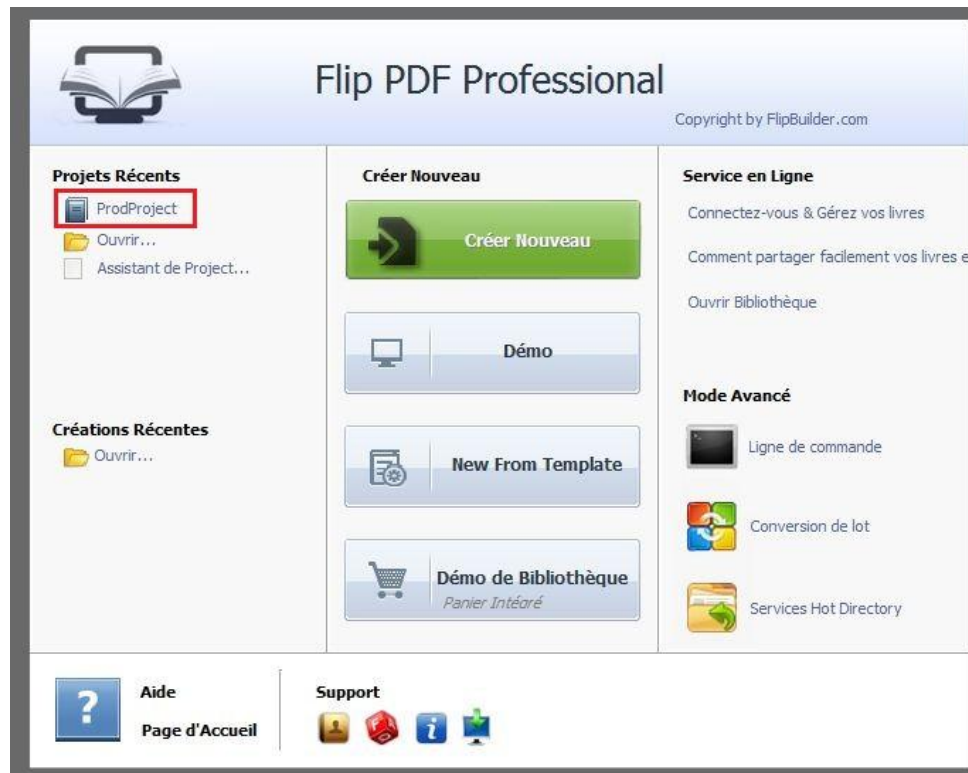 Flip PDF Professional
Copyright by FlipBuilder.com
Projets Récents
ProdProject
Ouvrir...
Assistant de Project...
Créations Récentes
Ouvrir...
Créer Nouveau
Créer Nouveau
Démo
New From Template
Démo de Bibliothèque
Panier Intégré
Service en Ligne
Connectez-vous & Gérez vos livres
Comment partager facilement vos livres e
Ouvrir Bibliothèque
Mode Avancé
Ligne de commande
Conversion de lot
Services Hot Directory
?
Aide
Page d'Accueil
Support